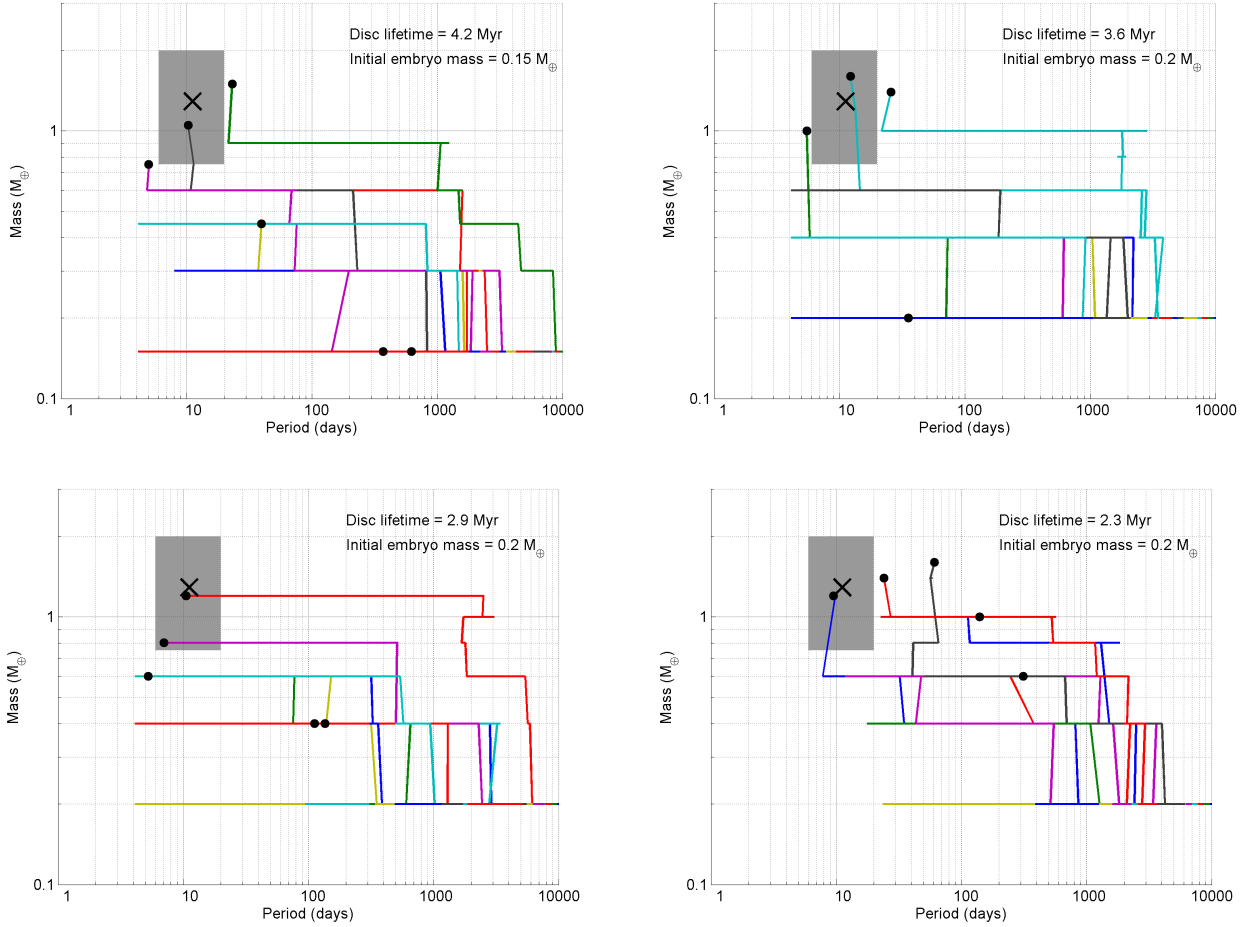 Disc lifetime = 4.2 Myr
Initial embryo mass = 0.15 M⊕
1
0.1
Mass (M⊕)
1 10 100 1000 10000
Period (days)
Disc lifetime = 3.6 Myr
Initial embryo mass = 0.2 M⊕
1
0.1
Mass (M⊕)
1 10 100 1000 10000
Period (days)
Disc lifetime = 2.9 Myr
Initial embryo mass = 0.2 M⊕
1
0.1
Mass (M⊕)
1 10 100 1000 10000
Period (days)
Disc lifetime = 2.3 Myr
Initial embryo mass = 0.2 M⊕
1
0.1
Mass (M⊕)
1 10 100 1000 10000
Period (days)